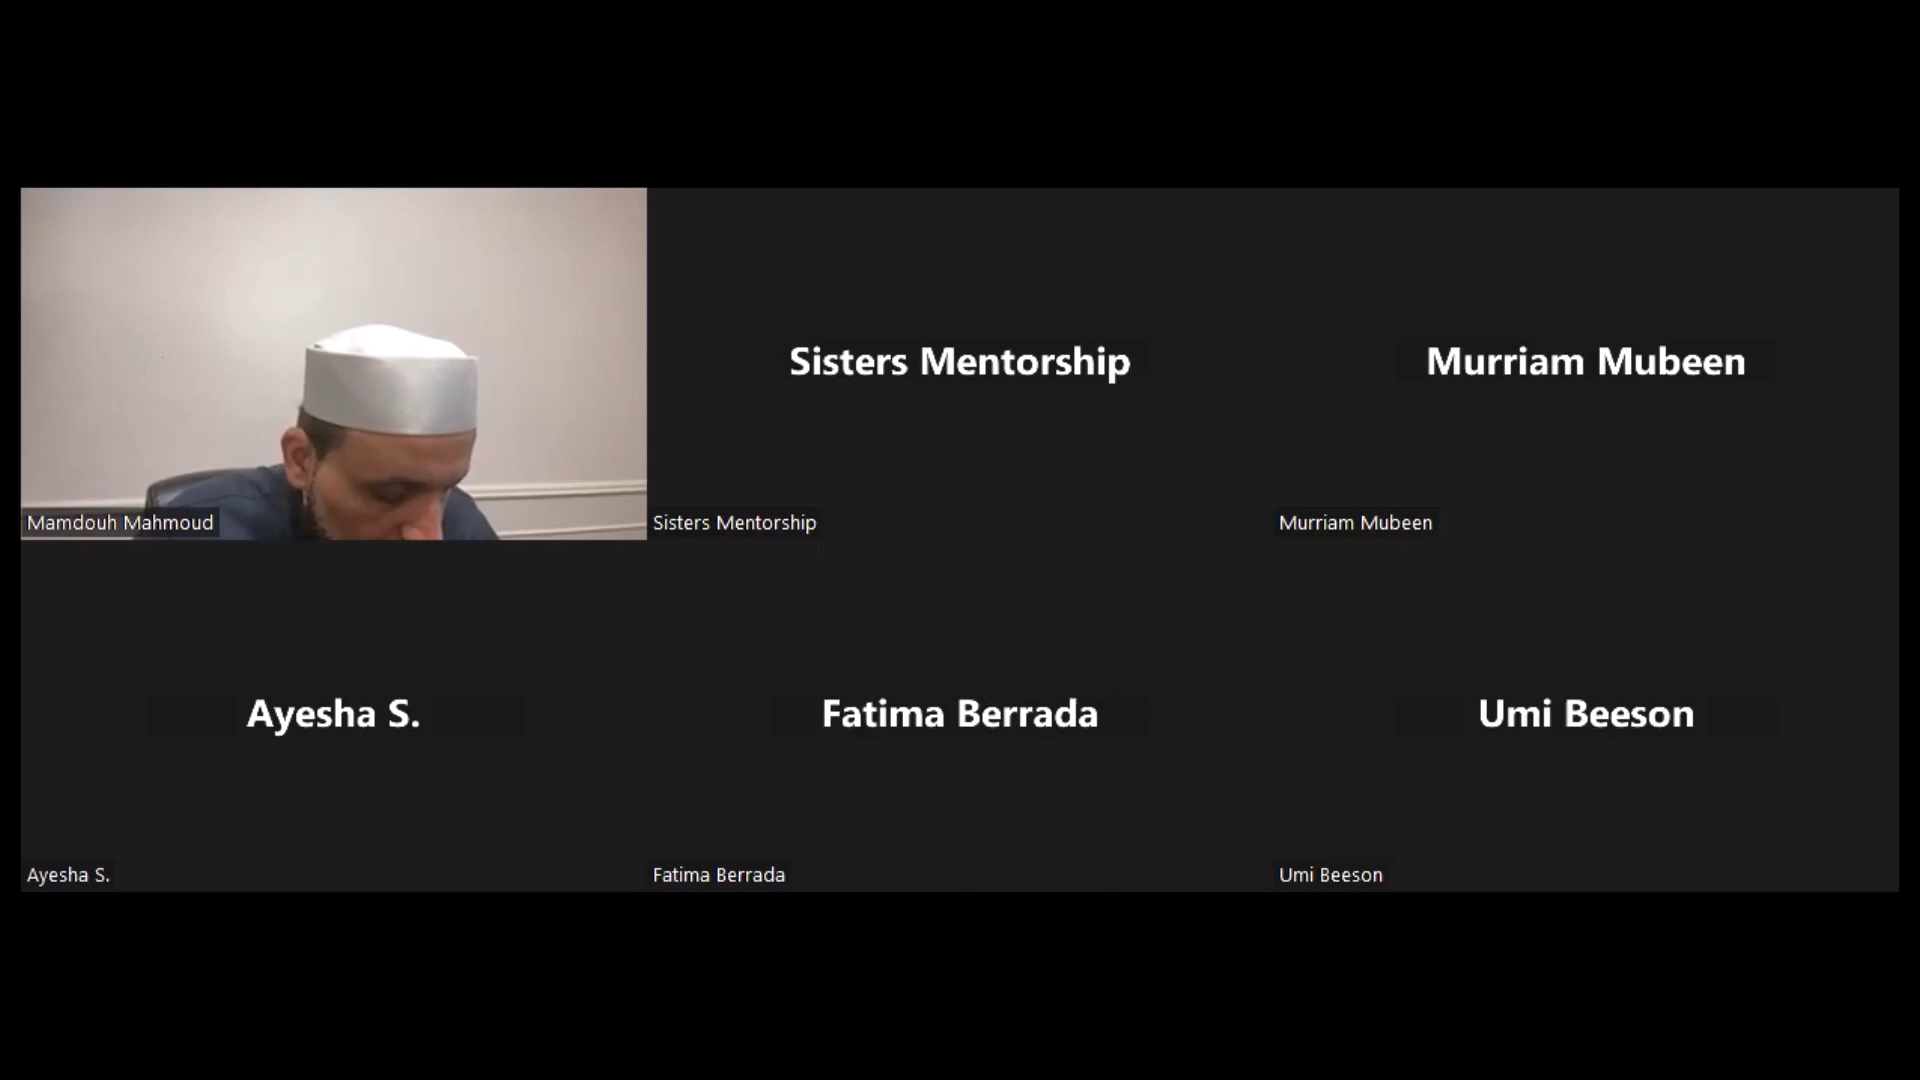 Mamdouh Mahmoud
Sisters Mentorship
Sisters Mentorship
Murriam Mubeen
Murriam Mubeen
Ayesha S.
Ayesha S.
Fatima Berrada
Fatima Berrada
Umi Beeson
Umi Beeson